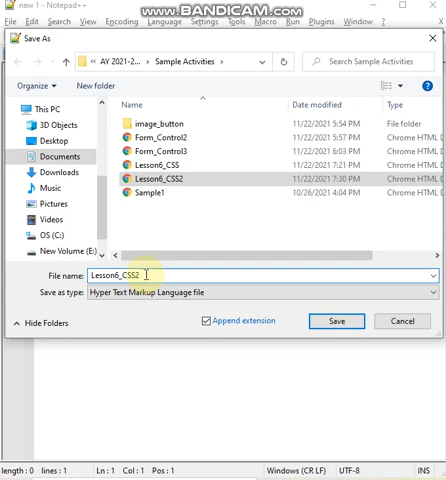 new 1 - Notepad++
www.BANDICAM.com
File Edit Search View Encoding Language Settings Tools Macro Run Plugins Window ?
Save As
« AY 2021-2... > Sample Activities >
Search Sample Activities
Organize New folder
This PC
3D Objects
Desktop
Documents
Downloads
Music
Pictures
Videos
OS (C:)
New Volume (E:)
Name Date modified Type
image_button 11/22/2021 5:54 PM File folder
Form_Control2 11/22/2021 5:57 PM Chrome HTML D
Form_Control3 11/22/2021 6:03 PM Chrome HTML D
Lesson6_CSS 11/22/2021 7:21 PM Chrome HTML D
Lesson6_CSS2 11/22/2021 7:30 PM Chrome HTML D
Sample1 10/26/2021 4:04 PM Chrome HTML D
File name: Lesson6_CSS2
Save as type: Hyper Text Markup Language file
Hide Folders Append extension Save Cancel
length : 0 lines : 1 Ln : 1 Col : 1 Pos : 1 Windows (CR LF) UTF-8 INS